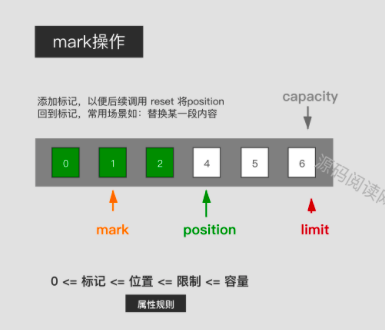 mark操作
添加标记，以便后续调用 reset 将position
回到标记，常用场景如：替换某一段内容
capacity
0 1 2 4 5 6
源码阅读网
mark position limit
0 <= 标记 <= 位置 <= 限制 <= 容量
属性规则